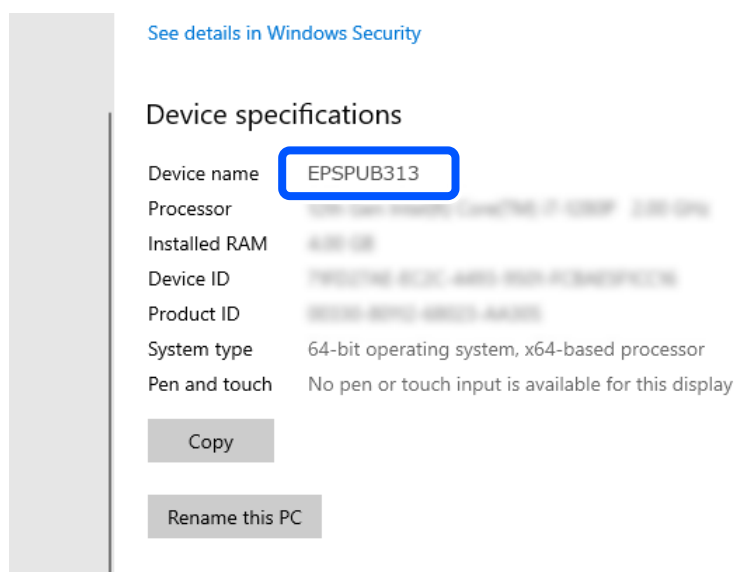 See details in Windows Security
Device specifications
Device name EPSPUB313
Processor
Installed RAM
Device ID
Product ID
System type 64-bit operating system, x64-based processor
Pen and touch No pen or touch input is available for this display
Copy
Rename this PC